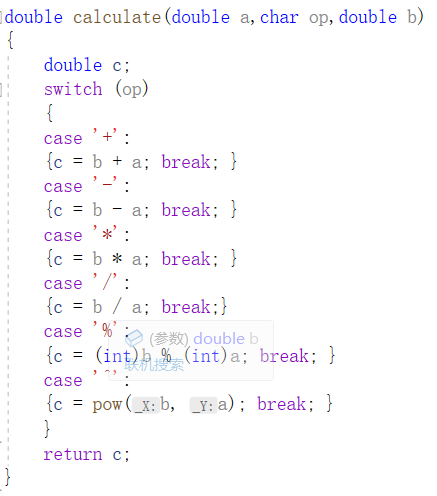 double calculate(double a,char op,double b)
{
double c;
switch (op)
{
case '+':
{c = b + a; break; }
case '-':
{c = b - a; break; }
case '*':
{c = b * a; break; }
case '/':
{c = b / a; break;}
case '%':
(参数) double b
{c = (int)b % (int)a; break; }
联机搜索
case '^':
{c = pow(_X:b, _Y:a); break; }
}
return c;
}